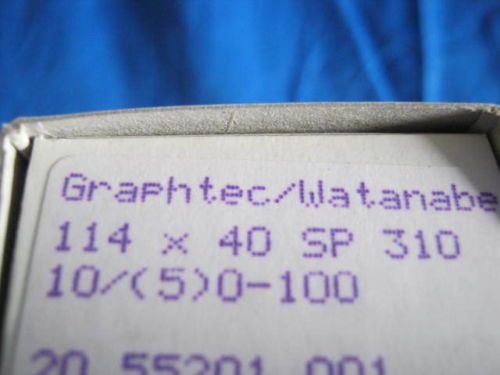 Graphtec/Watanabe
114 x 40 SP 310
10/(5)0-100
20 55201 001